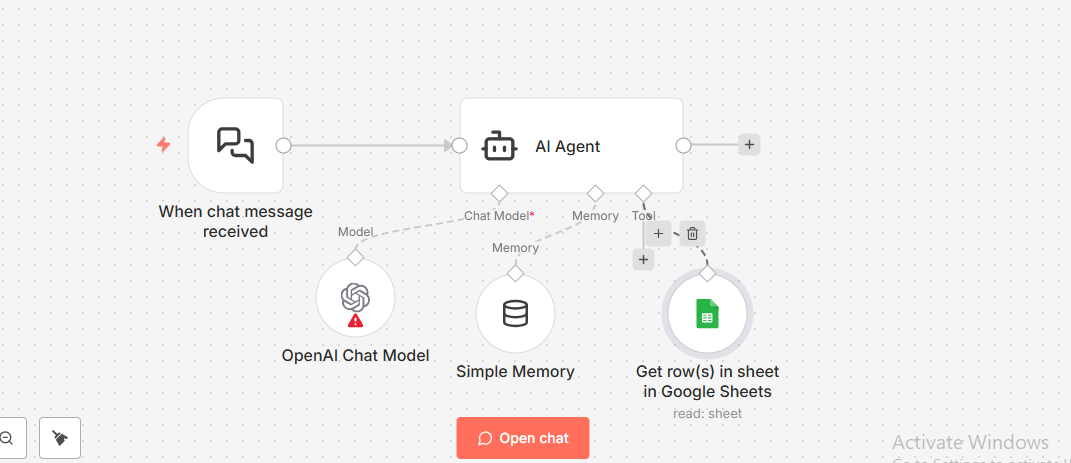 AI Agent
When chat message
received
Chat Model*
Memory
Tool
Model
Memory
OpenAI Chat Model
Simple Memory
Get row(s) in sheet
in Google Sheets
read: sheet
Open chat
Activate Windows